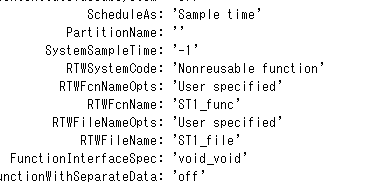 ScheduleAs: 'Sample time'
PartitionName: ''
SystemSampleTime: '-1'
RTWSystemCode: 'Nonreusable function'
RTWFcnNameOpts: 'User specified'
RTWFcnName: 'ST1_func'
RTWFileNameOpts: 'User specified'
RTWFileName: 'ST1_file'
FunctionInterfaceSpec: 'void_void'
unctionWithSeparateData: 'off'